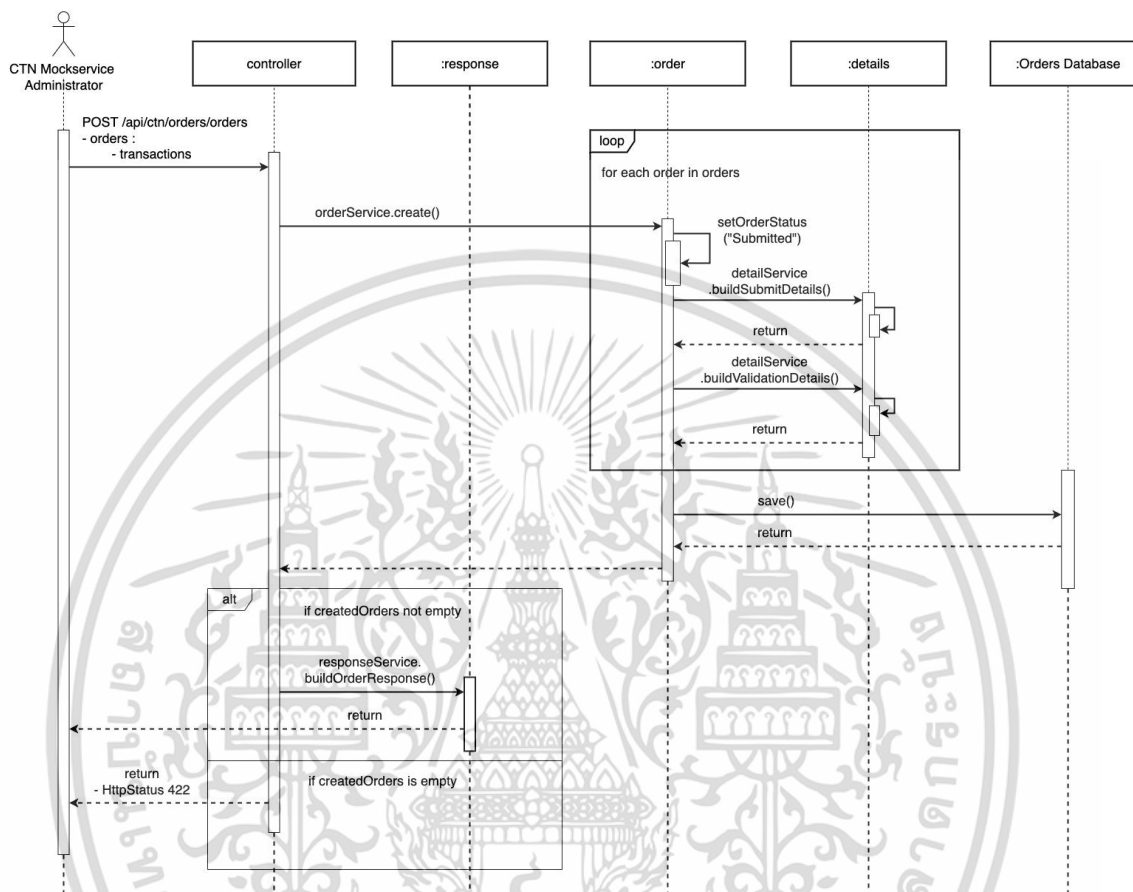 CTN Mockservice
Administrator
controller
:response
:order
:details
:Orders Database
POST /api/ctn/orders/orders
- orders :
- transactions
loop
for each order in orders
orderService.create()
setOrderStatus
("Submitted")
detailService
.buildSubmitDetails()
return
detailService
.buildValidationDetails()
return
save()
return
alt
if createdOrders not empty
responseService.
buildOrderResponse()
return
if createdOrders is empty
return
- HttpStatus 422